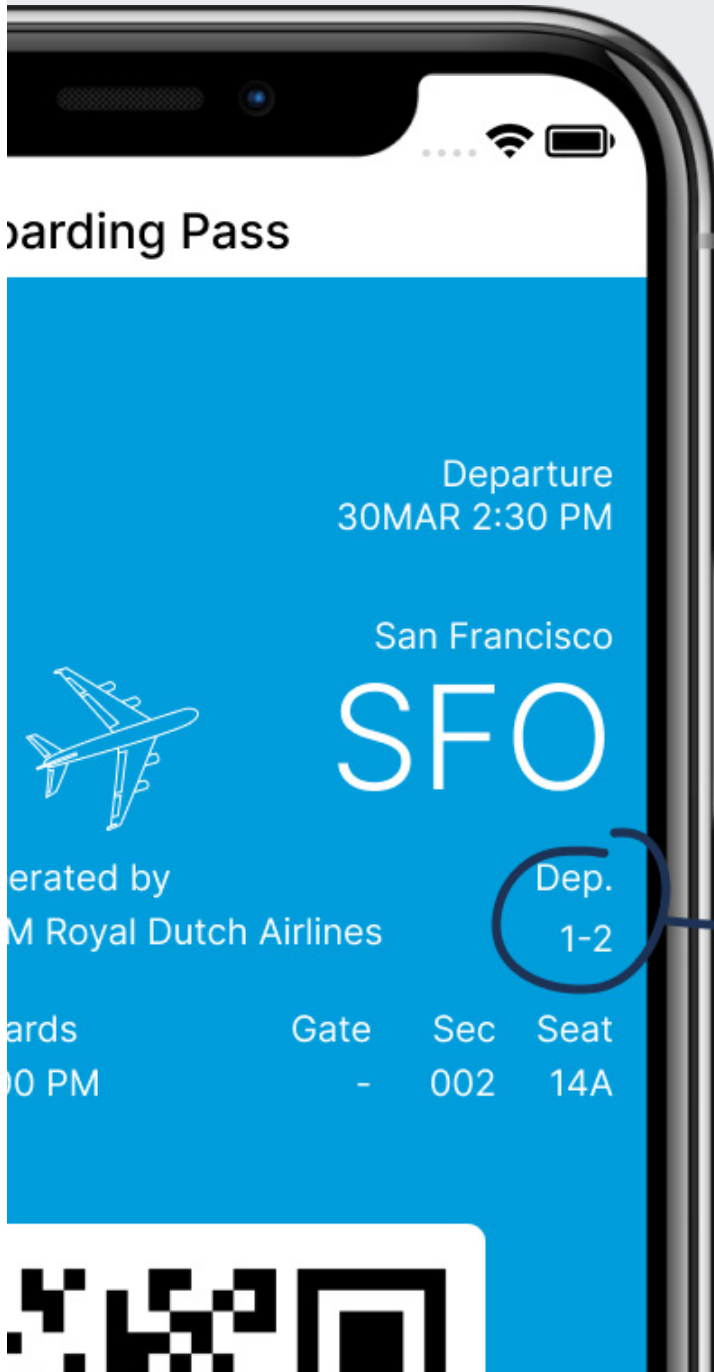 oarding Pass
Departure
30MAR 2:30 PM
San Francisco
SFO
erated by
Dep.
M Royal Dutch Airlines
1-2
ards
Gate
Sec
Seat
00 PM
-
002
14A